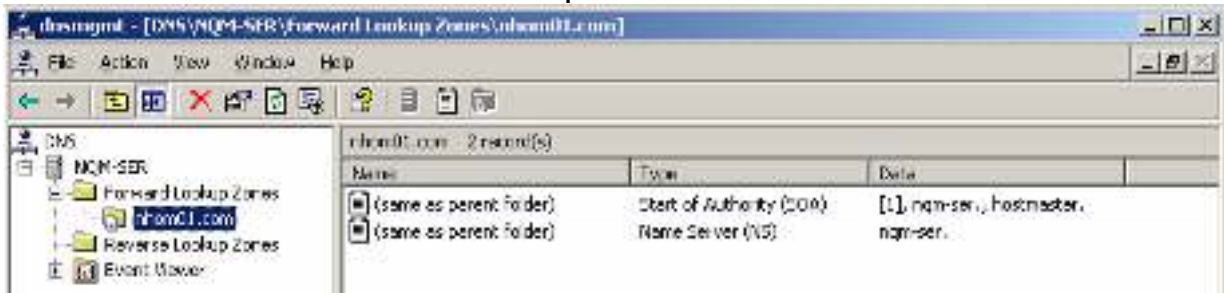 dnsmgmt - [DNS\NQM-SER\Forward Lookup Zones\nhom01.com]
File Action View Window Help
DNS
NQM-SER
Forward Lookup Zones
nhom01.com
Reverse Lookup Zones
Event Viewer
nhom01.com 2 record(s)
Name Type Data
(same as parent folder) Start of Authority (SOA) [1], nqm-ser., hostmaster.
(same as parent folder) Name Server (NS) nqm-ser.